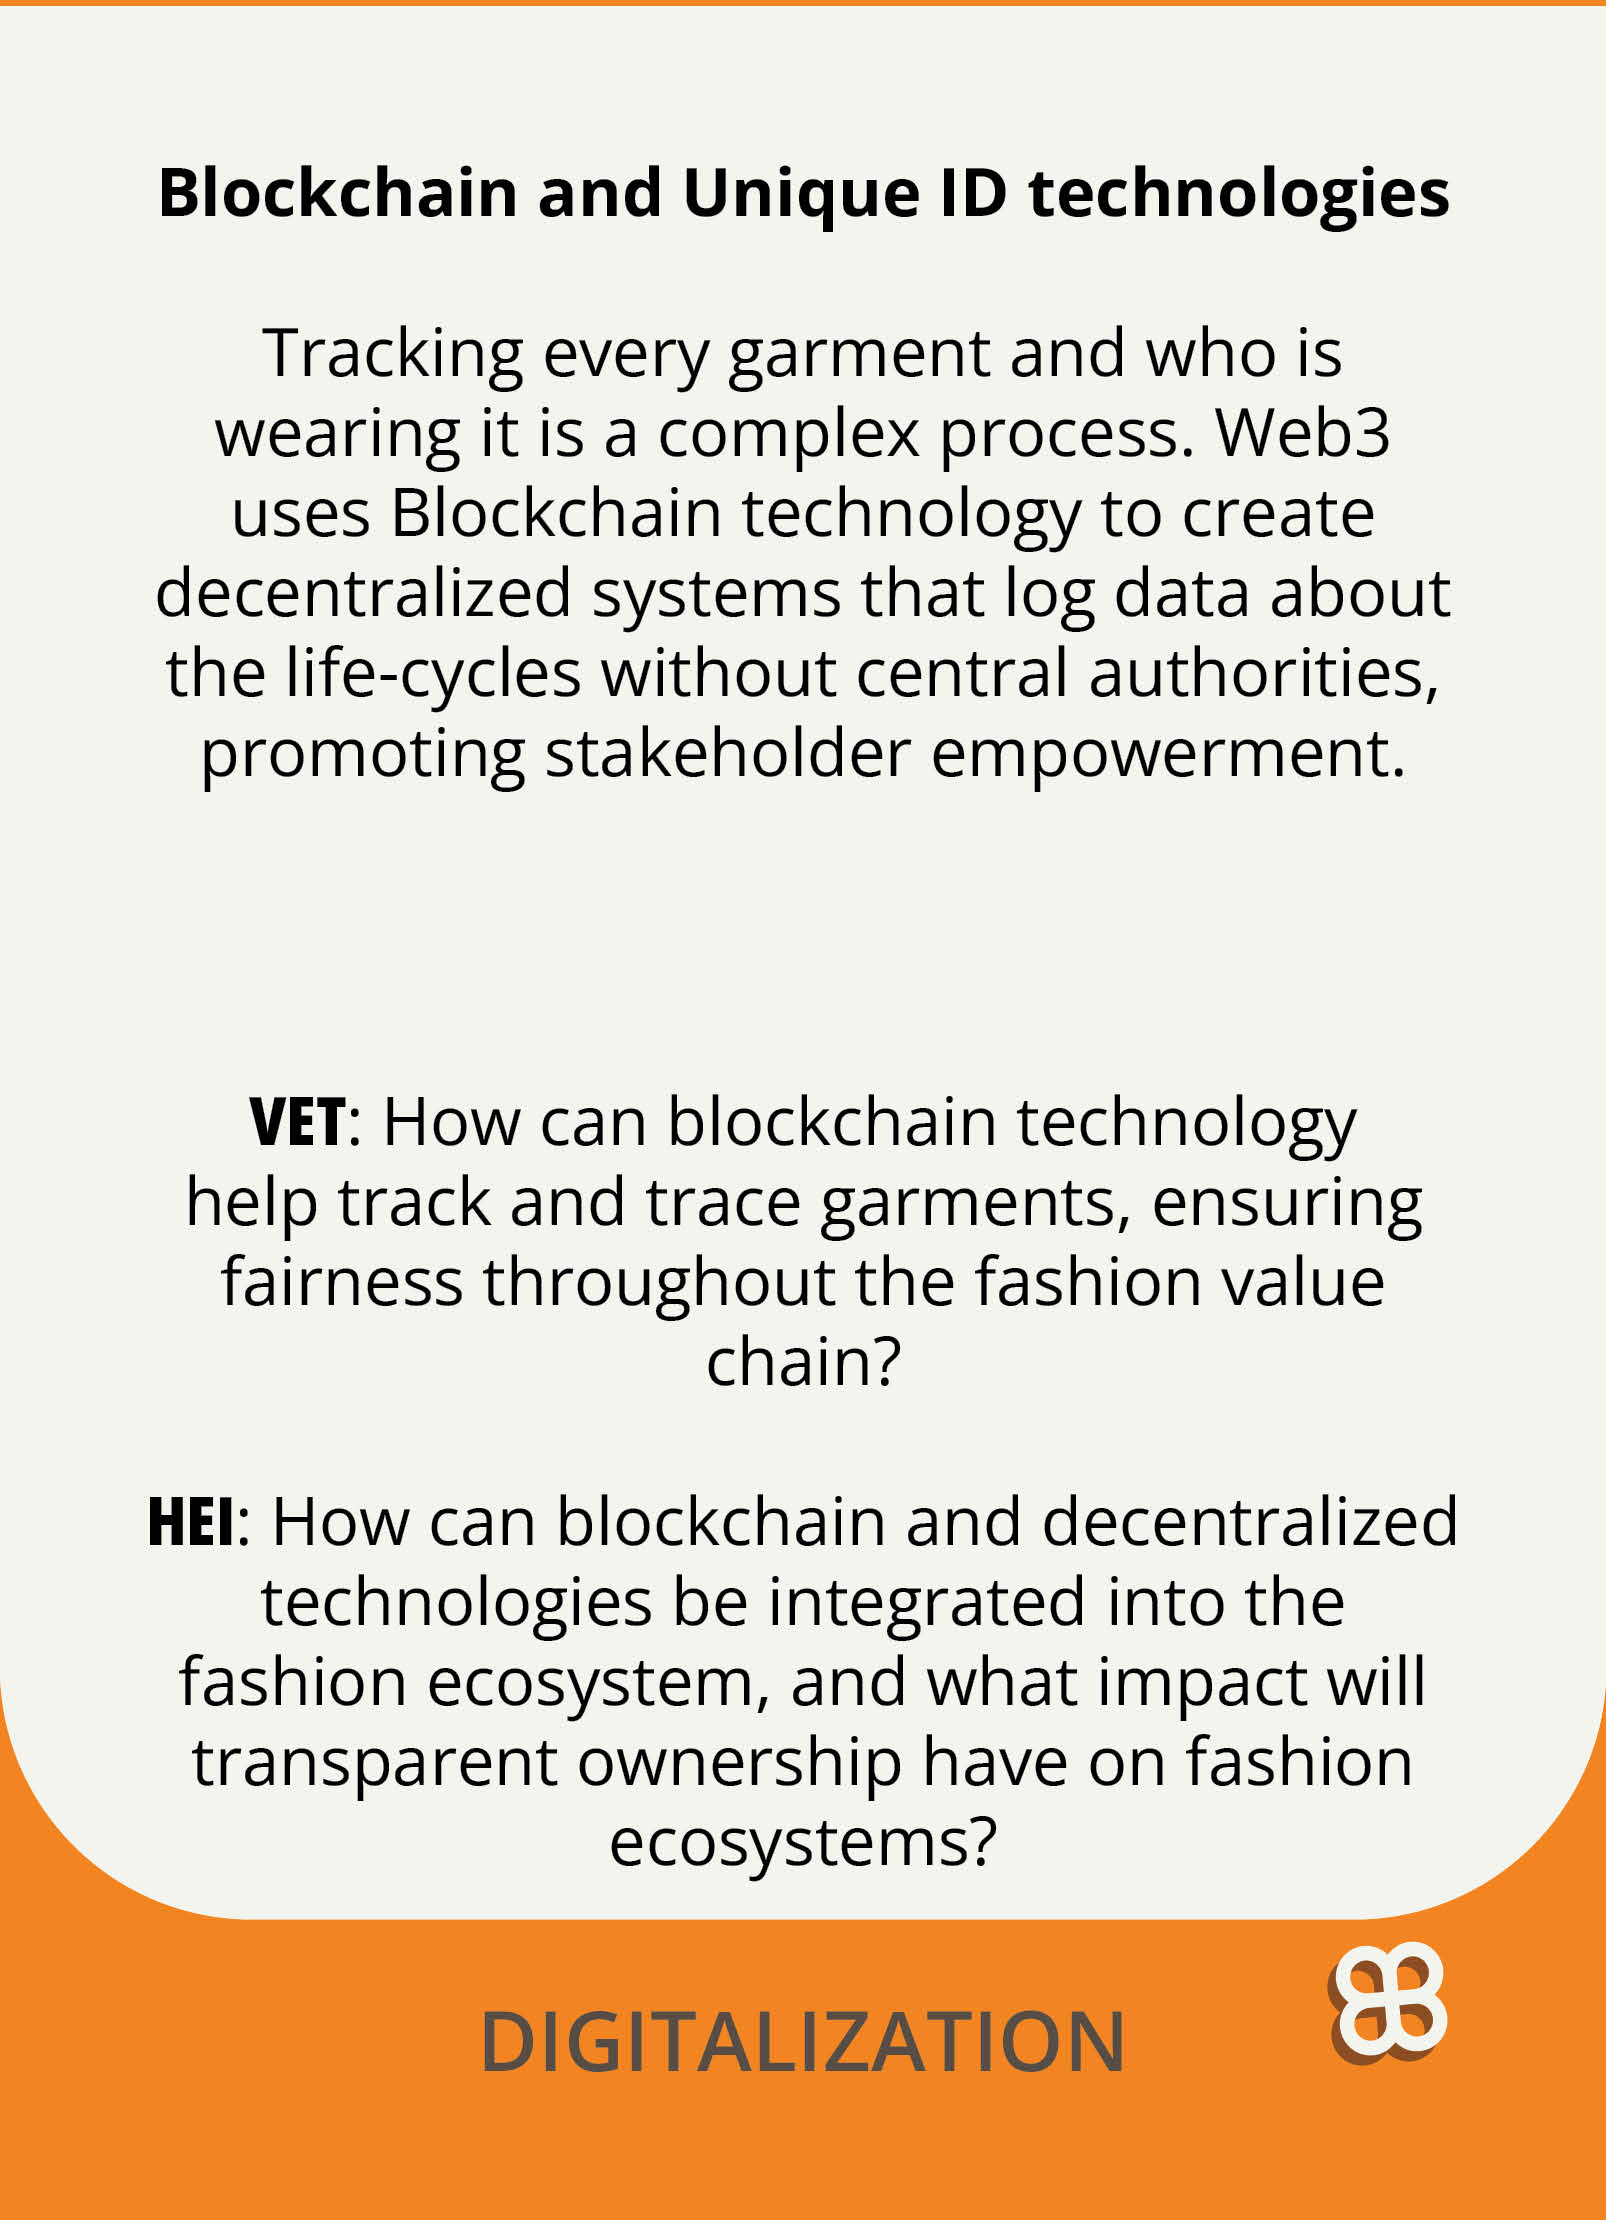 Blockchain and Unique ID technologies
Tracking every garment and who is
wearing it is a complex process. Web3
uses Blockchain technology to create
decentralized systems that log data about
the life-cycles without central authorities,
promoting stakeholder empowerment.
VET: How can blockchain technology
help track and trace garments, ensuring
fairness throughout the fashion value
chain?
HEI: How can blockchain and decentralized
technologies be integrated into the
fashion ecosystem, and what impact will
transparent ownership have on fashion
ecosystems?
DIGITALIZATION